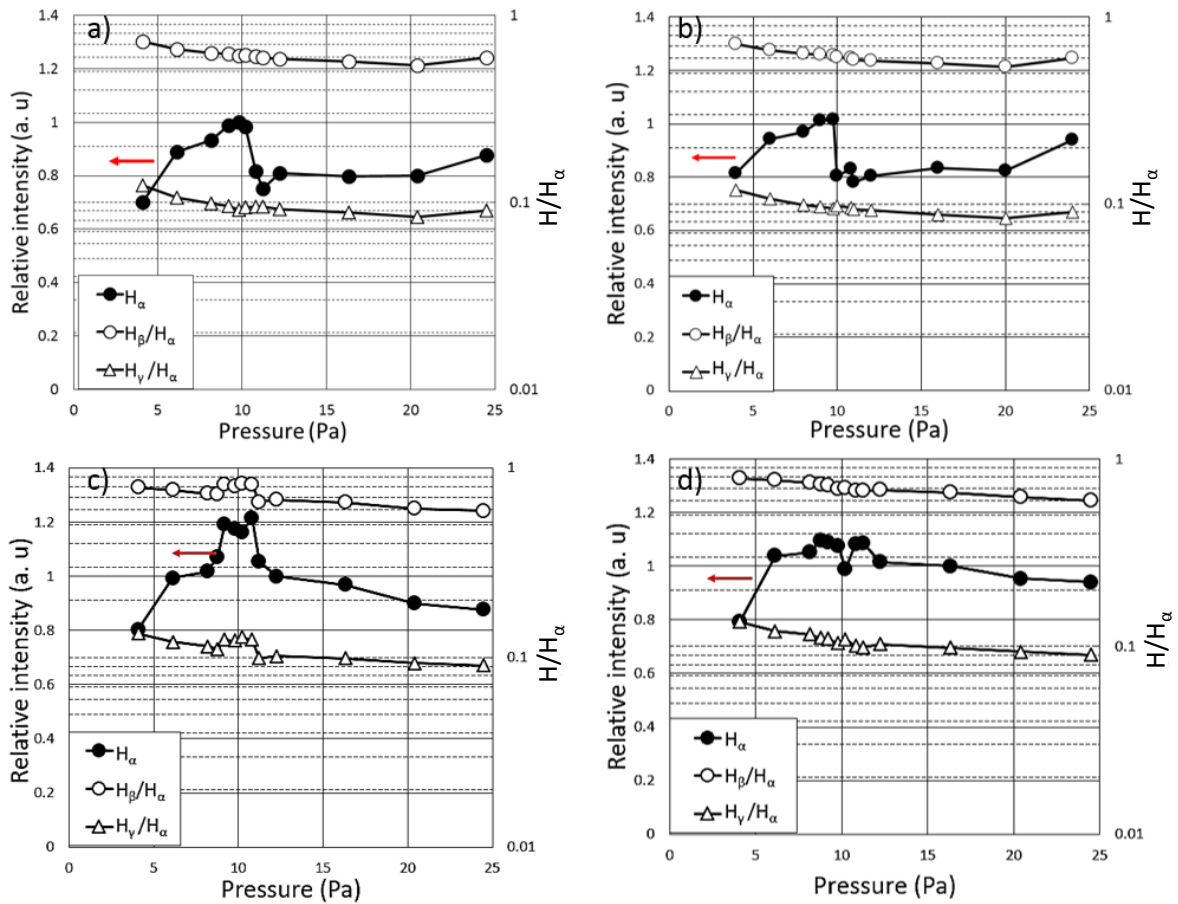 a)
1.4
1.2
1
0.8
0.6
0.4
0.2
0
Relative intensity (a. u)
1
0.1
0.01
H/Hα
Hα
Hβ/Hα
Hγ/Hα
0 5 10 15 20 25
Pressure (Pa)
b)
1.4
1.2
1
0.8
0.6
0.4
0.2
0
Relative intensity (a. u)
1
0.1
0.01
H/Hα
Hα
Hβ/Hα
Hγ/Hα
0 5 10 15 20 25
Pressure (Pa)
c)
1.4
1.2
1
0.8
0.6
0.4
0.2
0
Relative intensity (a. u)
1
0.1
0.01
H/Hα
Hα
Hβ/Hα
Hγ/Hα
0 5 10 15 20 25
Pressure (Pa)
d)
1.4
1.2
1
0.8
0.6
0.4
0.2
0
Relative intensity (a. u)
1
0.1
0.01
H/Hα
Hα
Hβ/Hα
Hγ/Hα
0 5 10 15 20 25
Pressure (Pa)